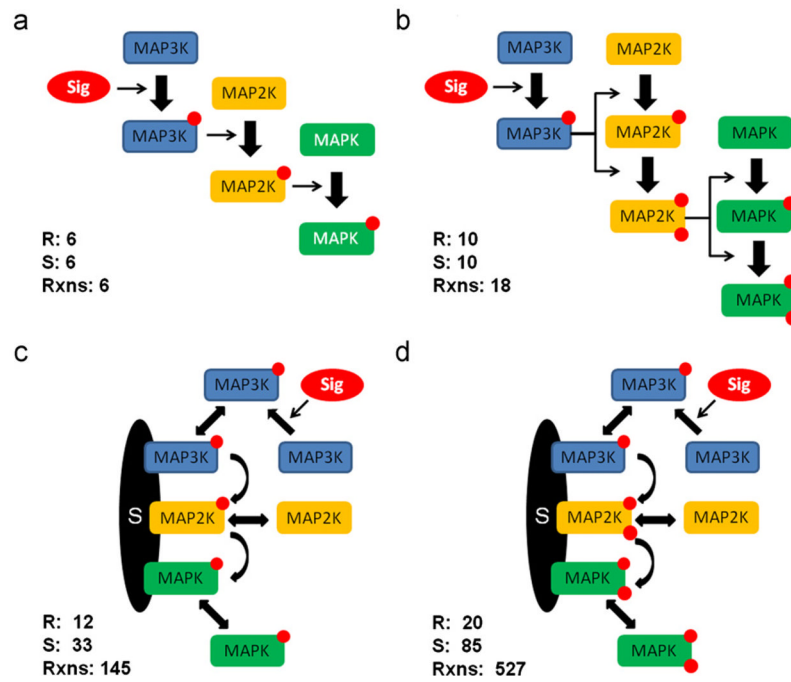 a
MAP3K
Sig
MAP3K
MAP2K
MAP2K
MAPK
MAPK
R: 6
S: 6
Rxns: 6
b
MAP3K
MAP2K
Sig
MAP3K
MAP2K
MAPK
MAP2K
MAPK
MAPK
R: 10
S: 10
Rxns: 18
c
MAP3K
Sig
MAP3K
MAP3K
S
MAP2K
MAP2K
MAPK
MAPK
R: 12
S: 33
Rxns: 145
d
MAP3K
Sig
MAP3K
MAP3K
S
MAP2K
MAP2K
MAPK
MAPK
R: 20
S: 85
Rxns: 527